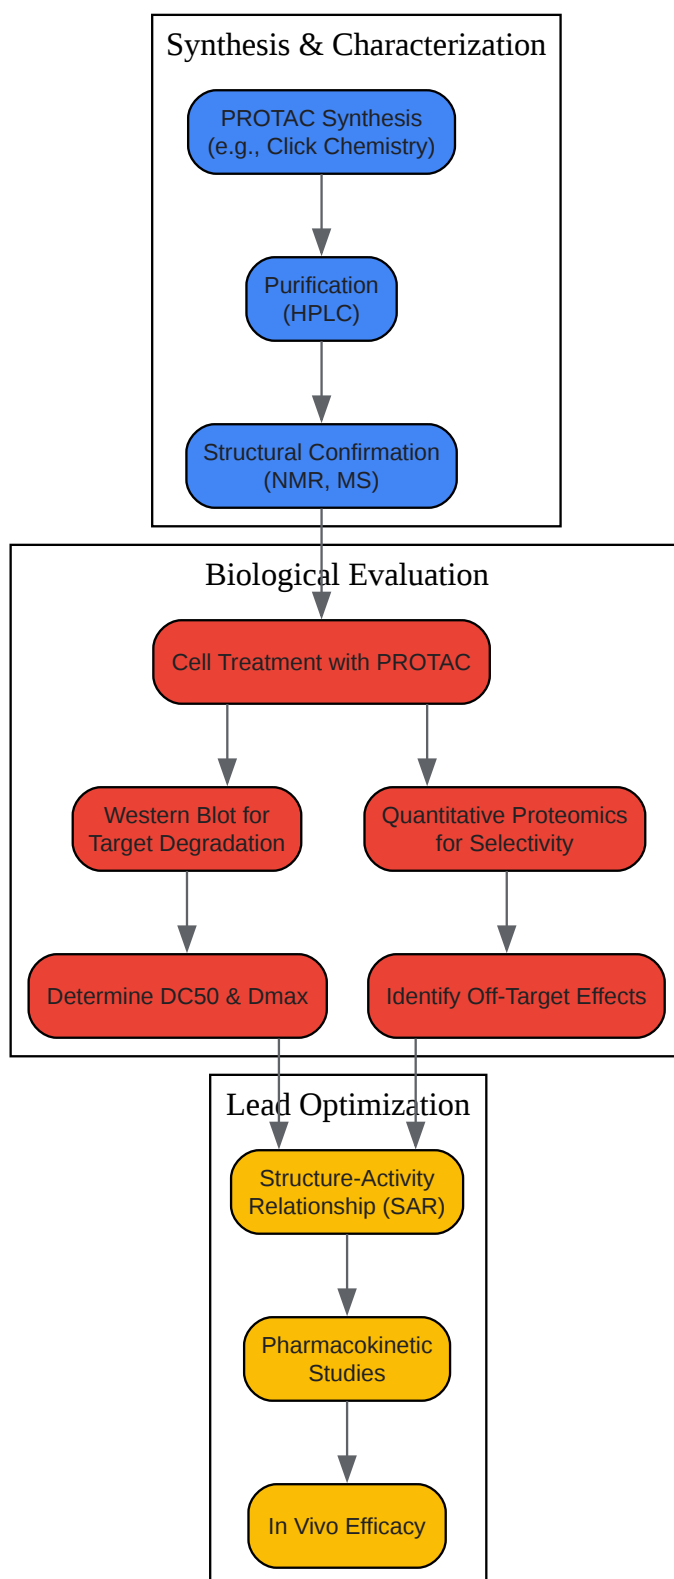 Synthesis & Characterization
PROTAC Synthesis
(e.g., Click Chemistry)
Purification
(HPLC)
Structural Confirmation
(NMR, MS)
Biological Evaluation
Cell Treatment with PROTAC
Western Blot for
Target Degradation
Quantitative Proteomics
for Selectivity
Determine DC50 & Dmax
Identify Off-Target Effects
Lead Optimization
Structure-Activity
Relationship (SAR)
Pharmacokinetic
Studies
In Vivo Efficacy